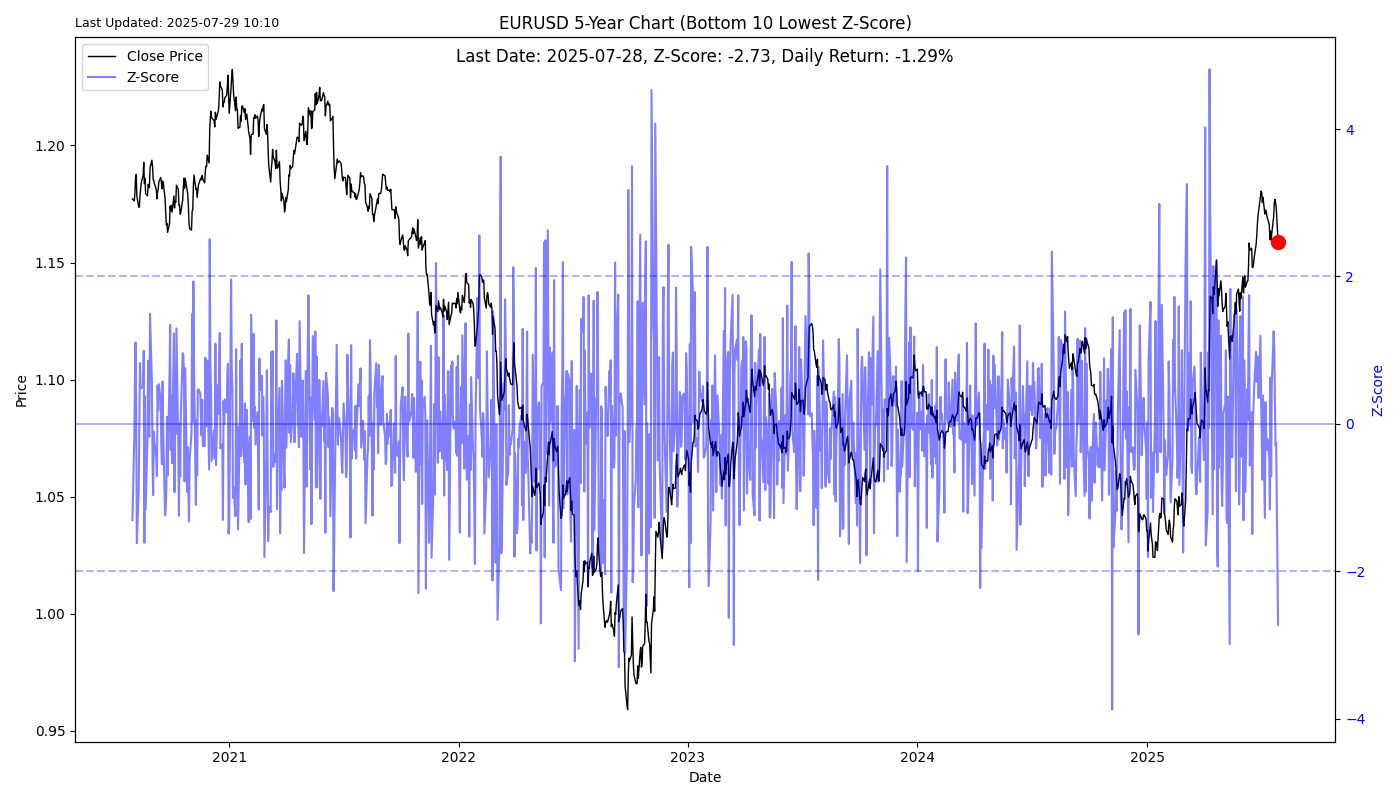 Last Updated: 2025-07-29 10:10
EURUSD 5-Year Chart (Bottom 10 Lowest Z-Score)
Last Date: 2025-07-28, Z-Score: -2.73, Daily Return: -1.29%
Close Price
Z-Score
Price
1.20
1.15
1.10
1.05
1.00
0.95
4
2
0
−2
−4
Z-Score
2021
2022
2023
2024
2025
Date